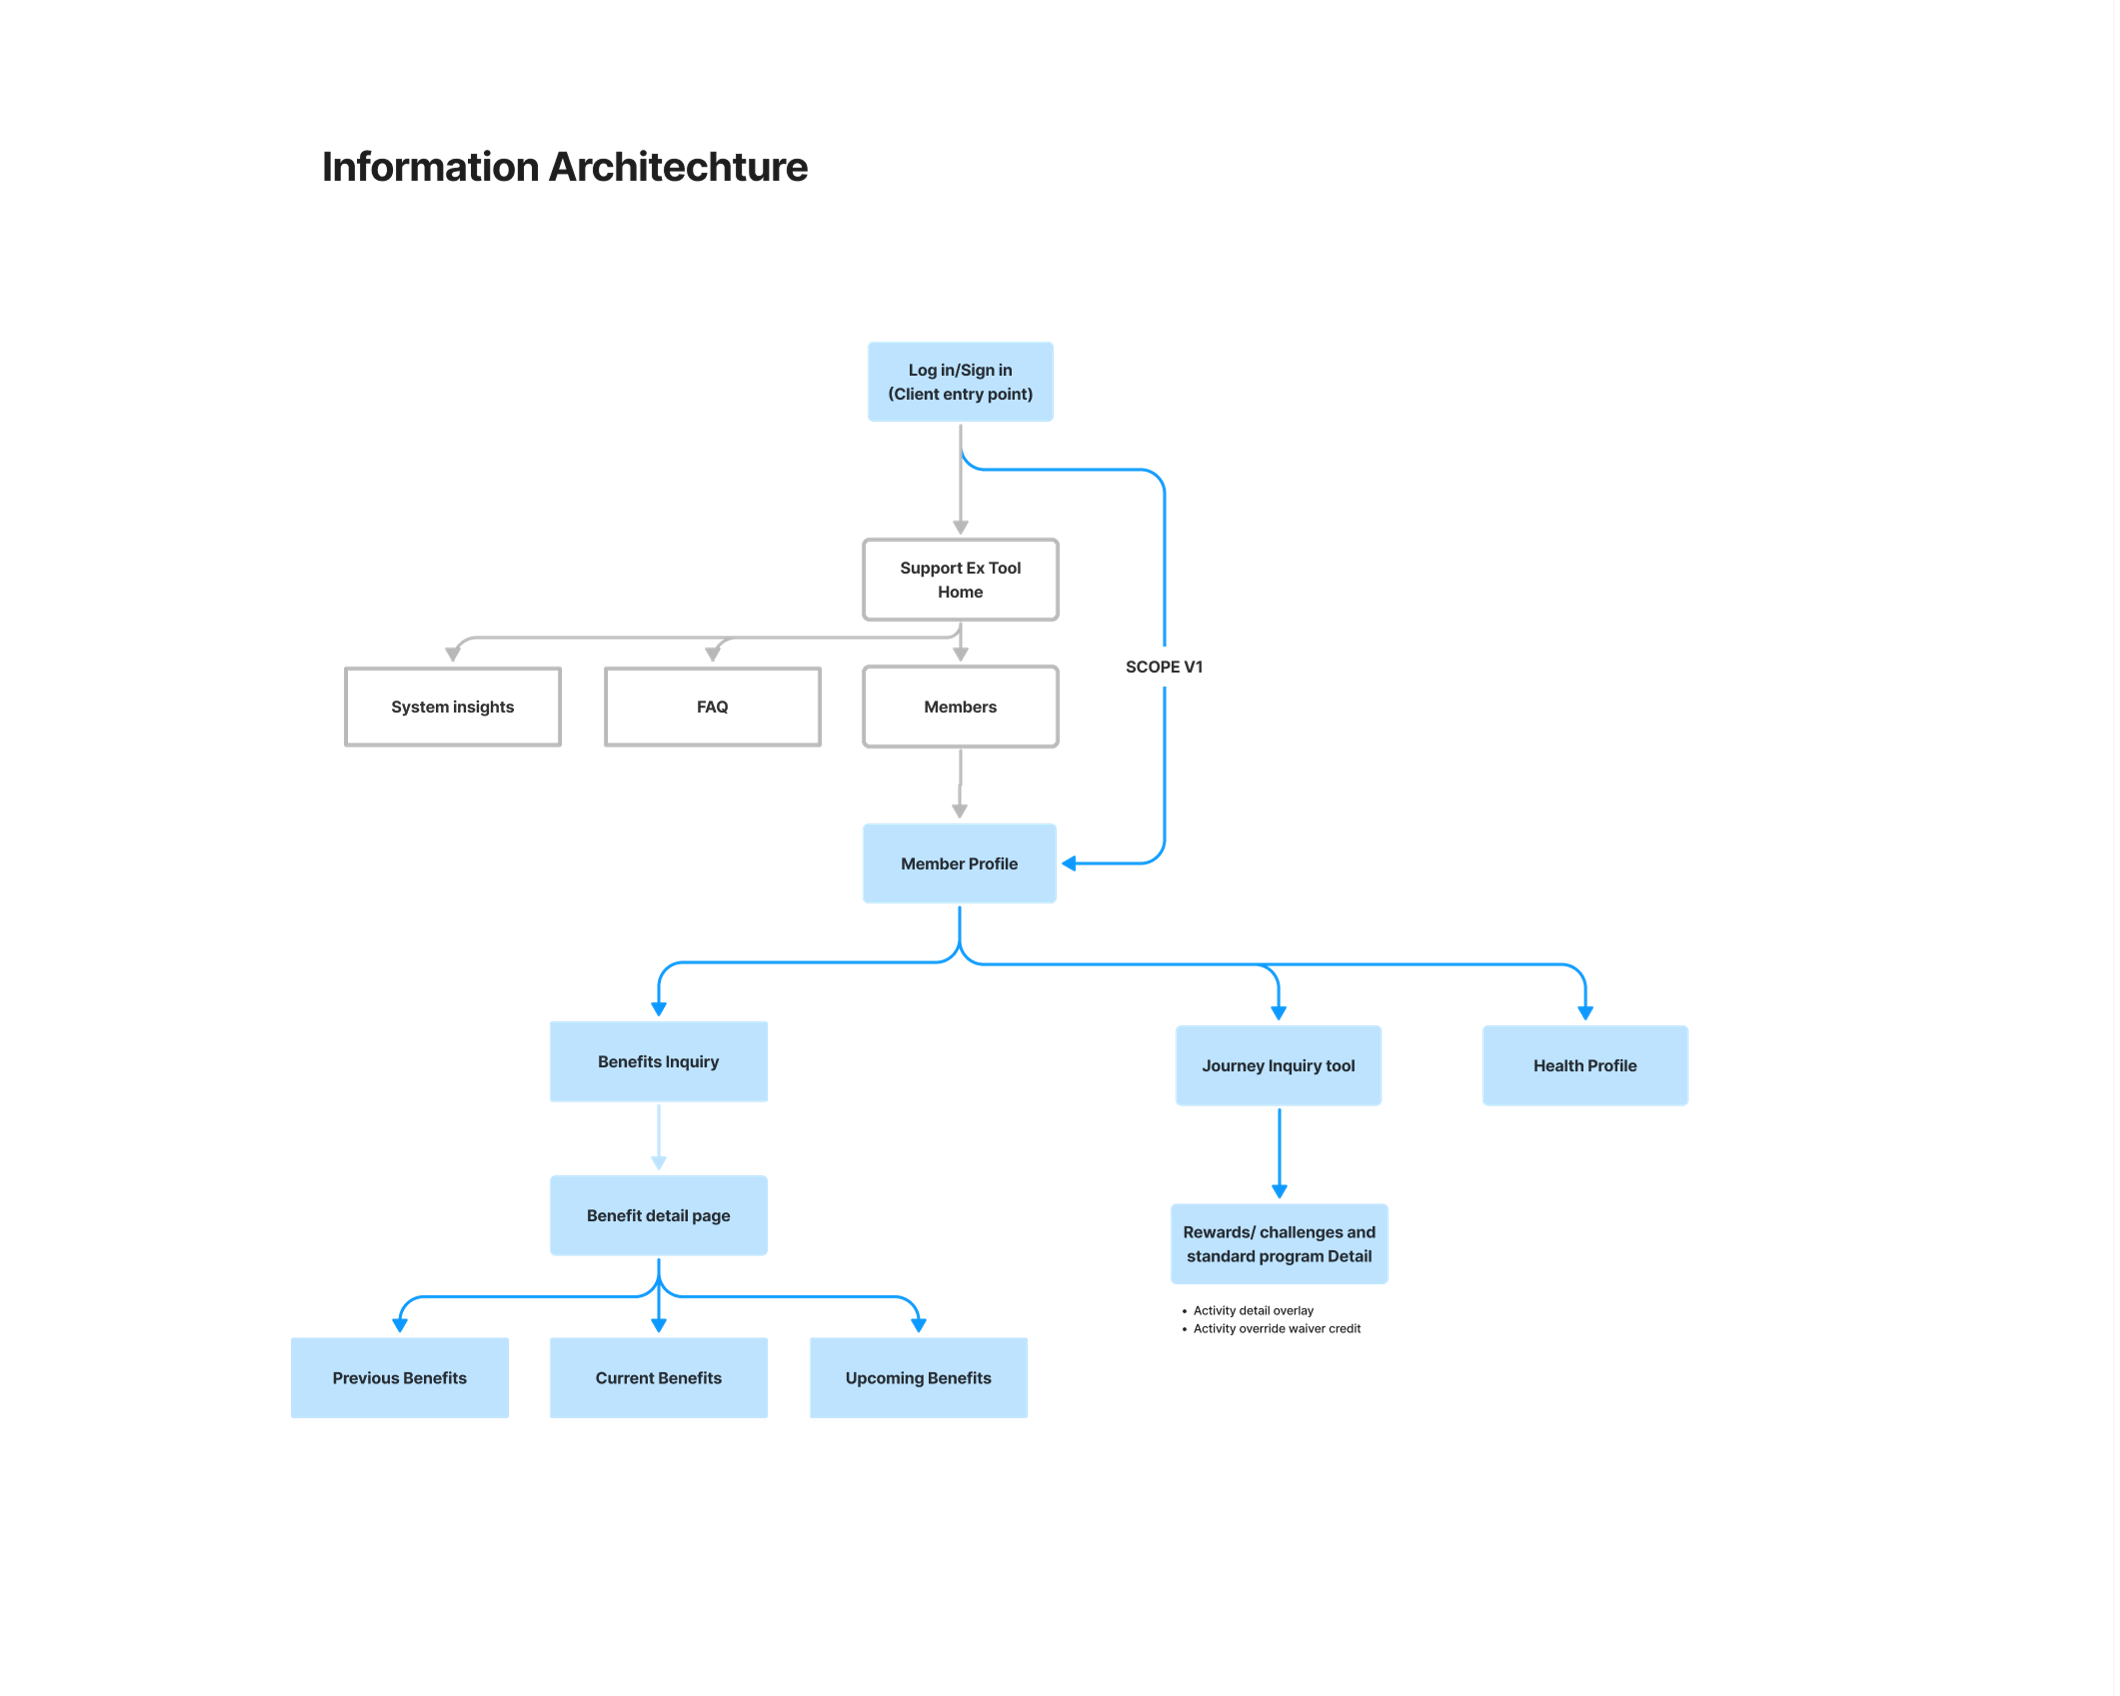 Information Architechture
Log in/Sign in
(Client entry point)
Support Ex Tool
Home
System insights
FAQ
Members
SCOPE V1
Member Profile
Benefits Inquiry
Journey Inquiry tool
Health Profile
Benefit detail page
Rewards/ challenges and
standard program Detail
• Activity detail overlay
• Activity override waiver credit
Previous Benefits
Current Benefits
Upcoming Benefits